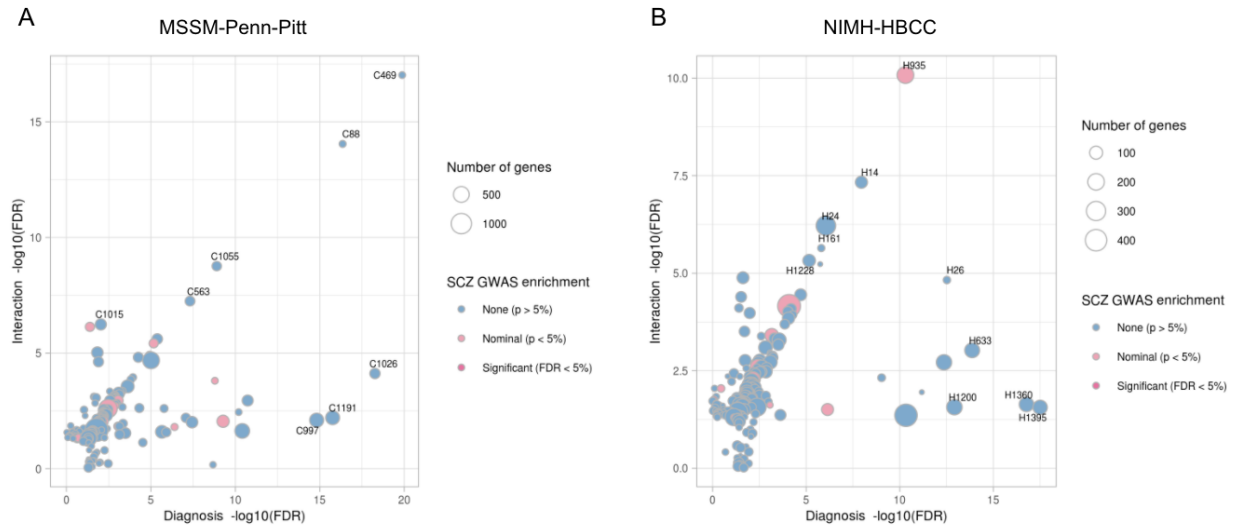 A
MSSM-Penn-Pitt
Interaction -log10(FDR)
15
10
5
0
0
5
10
15
20
Diagnosis -log10(FDR)
C469
C88
C1055
C563
C1015
C1026
C1191
C997
Number of genes
500
1000
SCZ GWAS enrichment
None (p > 5%)
Nominal (p < 5%)
Significant (FDR < 5%)
B
NIMH-HBCC
Interaction -log10(FDR)
10.0
7.5
5.0
2.5
0.0
0
5
10
15
Diagnosis -log10(FDR)
H935
H14
H24
H161
H1228
H26
H633
H1200
H1360
H1395
Number of genes
100
200
300
400
SCZ GWAS enrichment
None (p > 5%)
Nominal (p < 5%)
Significant (FDR < 5%)